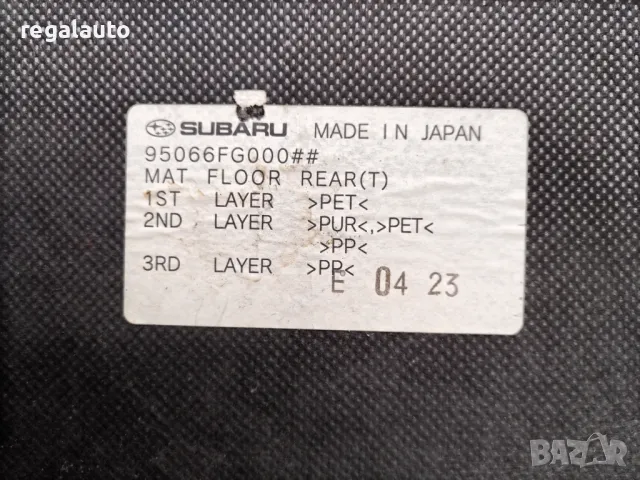 regalauto
SUBARU MADE IN JAPAN
95066FG000##
MAT FLOOR REAR(T)
1ST LAYER >PET<
2ND LAYER >PUR<,>PET<
>PP<
3RD LAYER >PP<
E 04 23
BAZAR